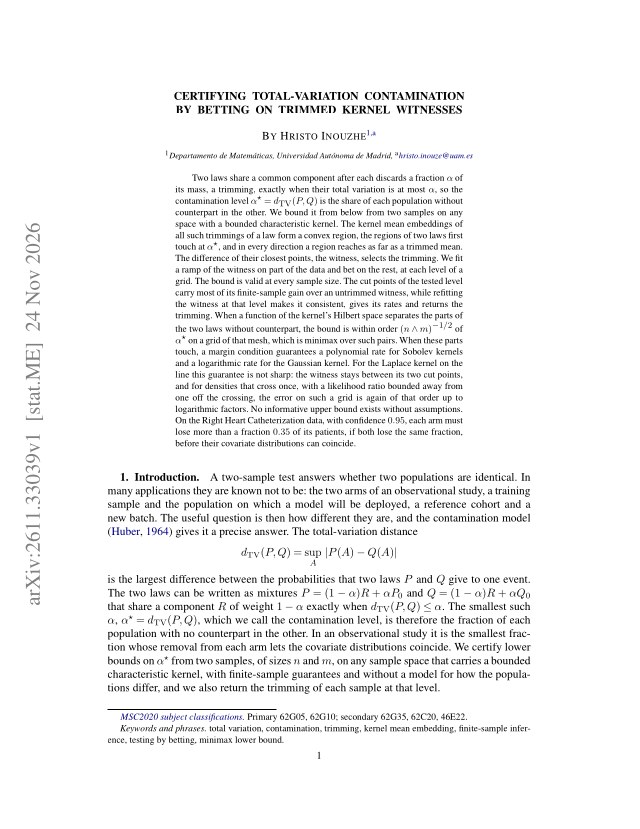 arXiv:2611.33039v1 [stat.ME] 24 Nov 2026
CERTIFYING TOTAL-VARIATION CONTAMINATION
BY BETTING ON TRIMMED KERNEL WITNESSES
BY HRISTO INOUZHE1,a
1Departamento de Matemáticas, Universidad Autónoma de Madrid, ahristo.inouze@uam.es
Two laws share a common component after each discards a fraction α of
its mass, a trimming, exactly when their total variation is at most α, so the
contamination level α⋆ = dTV(P, Q) is the share of each population without
counterpart in the other. We bound it from below from two samples on any
space with a bounded characteristic kernel. The kernel mean embeddings of
all such trimmings of a law form a convex region, the regions of two laws first
touch at α⋆, and in every direction a region reaches as far as a trimmed mean.
The difference of their closest points, the witness, selects the trimming. We fit
a ramp of the witness on part of the data and bet on the rest, at each level of a
grid. The bound is valid at every sample size. The cut points of the tested level
carry most of its finite-sample gain over an untrimmed witness, while refitting
the witness at that level makes it consistent, gives its rates and returns the
trimming. When a function of the kernel's Hilbert space separates the parts of
the two laws without counterpart, the bound is within order (n ∧ m)−1/2 of
α⋆ on a grid of that mesh, which is minimax over such pairs. When these parts
touch, a margin condition guarantees a polynomial rate for Sobolev kernels
and a logarithmic rate for the Gaussian kernel. For the Laplace kernel on the
line this guarantee is not sharp: the witness stays between its two cut points,
and for densities that cross once, with a likelihood ratio bounded away from
one off the crossing, the error on such a grid is again of that order up to
logarithmic factors. No informative upper bound exists without assumptions.
On the Right Heart Catheterization data, with confidence 0.95, each arm must
lose more than a fraction 0.35 of its patients, if both lose the same fraction,
before their covariate distributions can coincide.
1. Introduction. A two-sample test answers whether two populations are identical. In
many applications they are known not to be: the two arms of an observational study, a training
sample and the population on which a model will be deployed, a reference cohort and a
new batch. The useful question is then how different they are, and the contamination model
(Huber, 1964) gives it a precise answer. The total-variation distance
dTV(P, Q) = sup |P(A) − Q(A)|
A
is the largest difference between the probabilities that two laws P and Q give to one event.
The two laws can be written as mixtures P = (1 − α)R + αP0 and Q = (1 − α)R + αQ0
that share a component R of weight 1 − α exactly when dTV(P, Q) ≤ α. The smallest such
α, α⋆ = dTV(P, Q), which we call the contamination level, is therefore the fraction of each
population with no counterpart in the other. In an observational study it is the smallest frac-
tion whose removal from each arm lets the covariate distributions coincide. We certify lower
bounds on α⋆ from two samples, of sizes n and m, on any sample space that carries a bounded
characteristic kernel, with finite-sample guarantees and without a model for how the popula-
tions differ, and we also return the trimming of each sample at that level.
MSC2020 subject classifications. Primary 62G05, 62G10; secondary 62G35, 62C20, 46E22.
Keywords and phrases. total variation, contamination, trimming, kernel mean embedding, finite-sample infer-
ence, testing by betting, minimax lower bound.
1